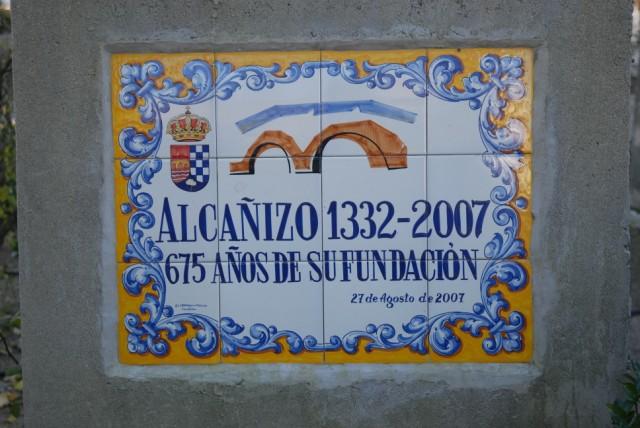 ALCAÑIZO 1332-2007
675 AÑOS DE SU FUNDACIÓN
27 de Agosto de 2007